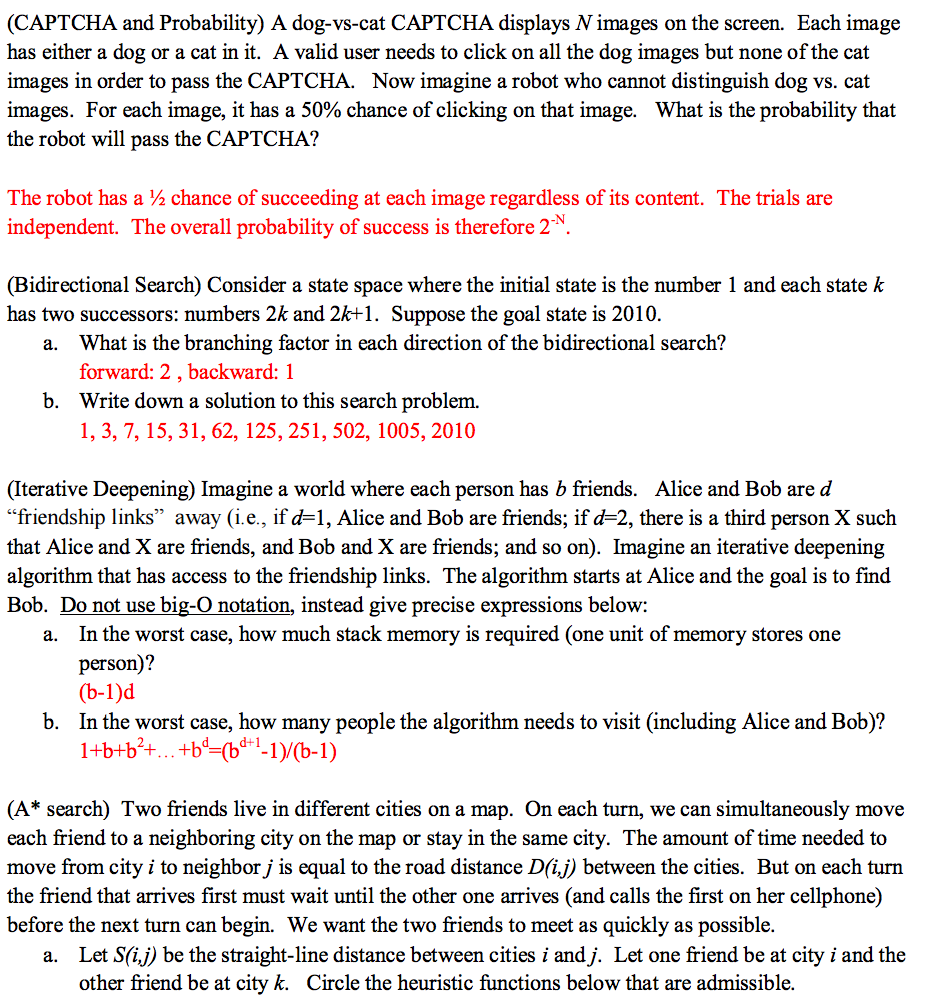 (CAPTCHA and Probability) A dog-vs-cat CAPTCHA displays N images on the screen.  Each image
has either a dog or a cat in it.  A valid user needs to click on all the dog images but none of the cat
images in order to pass the CAPTCHA.   Now imagine a robot who cannot distinguish dog vs. cat
images.  For each image, it has a 50% chance of clicking on that image.   What is the probability that
the robot will pass the CAPTCHA?
The robot has a ½ chance of succeeding at each image regardless of its content.  The trials are
independent.  The overall probability of success is therefore 2⁻ᴺ.
(Bidirectional Search) Consider a state space where the initial state is the number 1 and each state k
has two successors: numbers 2k and 2k+1.  Suppose the goal state is 2010.
a.   What is the branching factor in each direction of the bidirectional search?
forward: 2 , backward: 1
b.   Write down a solution to this search problem.
1, 3, 7, 15, 31, 62, 125, 251, 502, 1005, 2010
(Iterative Deepening) Imagine a world where each person has b friends.   Alice and Bob are d
“friendship links”  away (i.e., if d=1, Alice and Bob are friends; if d=2, there is a third person X such
that Alice and X are friends, and Bob and X are friends; and so on).  Imagine an iterative deepening
algorithm that has access to the friendship links.  The algorithm starts at Alice and the goal is to find
Bob.  Do not use big-O notation, instead give precise expressions below:
a.   In the worst case, how much stack memory is required (one unit of memory stores one
person)?
(b-1)d
b.   In the worst case, how many people the algorithm needs to visit (including Alice and Bob)?
1+b+b²+…+bᵈ=(bᵈ⁺¹-1)/(b-1)
(A* search)  Two friends live in different cities on a map.  On each turn, we can simultaneously move
each friend to a neighboring city on the map or stay in the same city.  The amount of time needed to
move from city i to neighbor j is equal to the road distance D(i,j) between the cities.  But on each turn
the friend that arrives first must wait until the other one arrives (and calls the first on her cellphone)
before the next turn can begin.  We want the two friends to meet as quickly as possible.
a.   Let S(i,j) be the straight-line distance between cities i and j.  Let one friend be at city i and the
other friend be at city k.   Circle the heuristic functions below that are admissible.